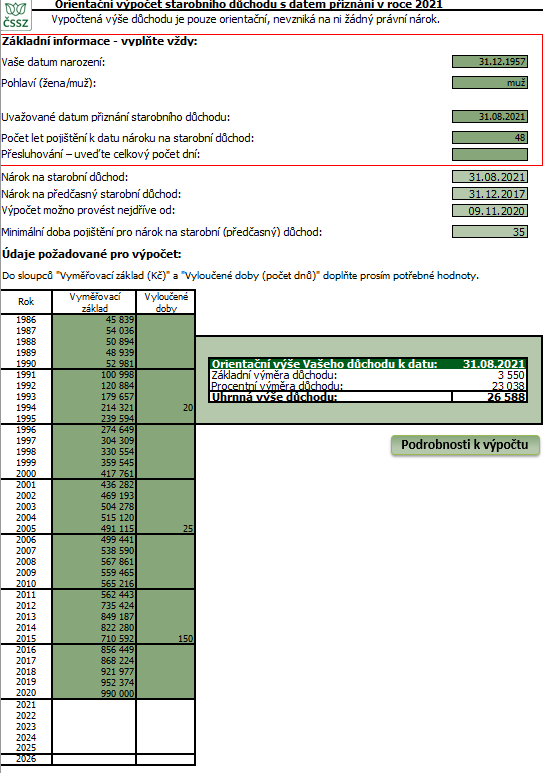 Orientační výpočet starobního důchodu s datem přiznání v roce 2021
ČSSZ
Vypočtená výše důchodu je pouze orientační, nevzniká na ni žádný právní nárok.
Základní informace - vyplňte vždy:
Vaše datum narození: 31.12.1957
Pohlaví (žena/muž): muž
Uvažované datum přiznání starobního důchodu: 31.08.2021
Počet let pojištění k datu nároku na starobní důchod: 48
Přesluhování – uveďte celkový počet dní:
Nárok na starobní důchod: 31.08.2021
Nárok na předčasný starobní důchod: 31.12.2017
Výpočet možno provést nejdříve od: 09.11.2020
Minimální doba pojištění pro nárok na starobní (předčasný) důchod: 35
Údaje požadované pro výpočet:
Do sloupců "Vyměřovací základ (Kč)" a "Vyloučené doby (počet dnů)" doplňte prosím potřebné hodnoty.
Rok Vyměřovací základ Vyloučené doby
1986 45 839
1987 54 036
1988 50 894
1989 48 939
1990 52 981
1991 100 998
1992 120 884
1993 179 657
1994 214 321 20
1995 239 594
1996 274 649
1997 304 309
1998 330 554
1999 359 545
2000 417 761
2001 436 282
2002 469 193
2003 504 278
2004 515 120
2005 491 115 25
2006 499 441
2007 538 590
2008 567 861
2009 559 465
2010 565 216
2011 562 443
2012 735 424
2013 849 187
2014 822 280
2015 710 592 150
2016 856 449
2017 868 224
2018 921 977
2019 952 374
2020 990 000
2021
2022
2023
2024
2025
2026
Orientační výše Vašeho důchodu k datu: 31.08.2021
Základní výměra důchodu: 3 550
Procentní výměra důchodu: 23 038
Úhrnná výše důchodu: 26 588
Podrobnosti k výpočtu